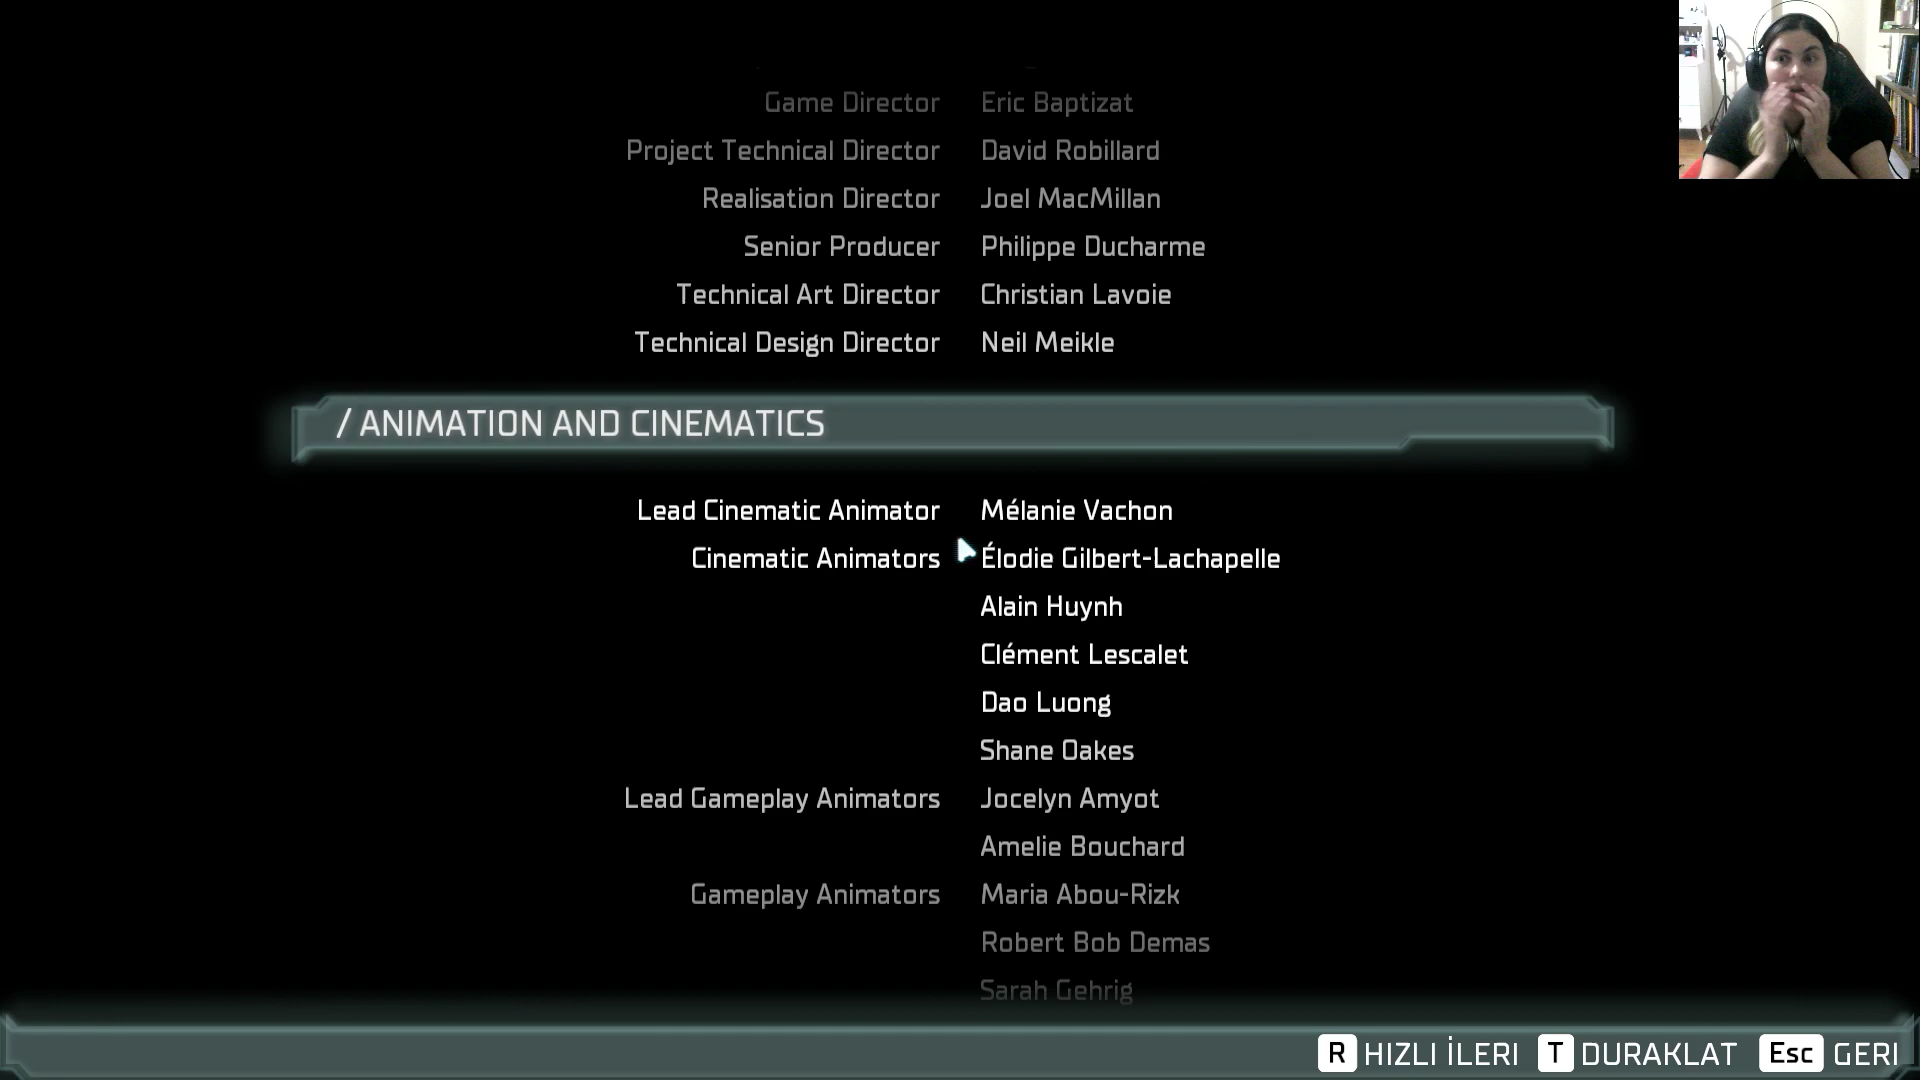 Game Director Eric Baptizat
Project Technical Director David Robillard
Realisation Director Joel MacMillan
Senior Producer Philippe Ducharme
Technical Art Director Christian Lavoie
Technical Design Director Neil Meikle
/ ANIMATION AND CINEMATICS
Lead Cinematic Animator Mélanie Vachon
Cinematic Animators Élodie Gilbert-Lachapelle
Alain Huynh
Clément Lescalet
Dao Luong
Shane Oakes
Lead Gameplay Animators Jocelyn Amyot
Amelie Bouchard
Gameplay Animators Maria Abou-Rizk
Robert Bob Demas
Sarah Gehrig
R HIZLI İLERI T DURAKLAT Esc GERI